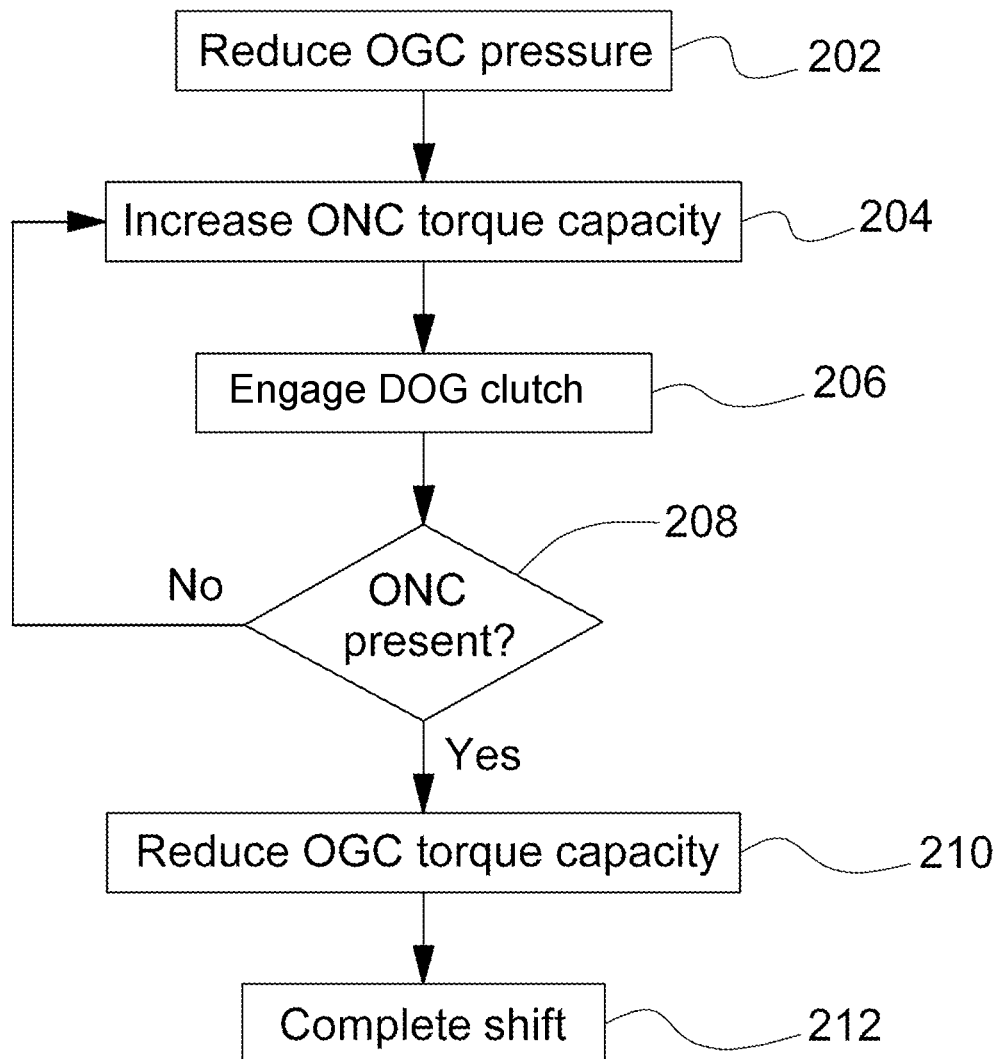 Reduce OGC pressure
202
Increase ONC torque capacity
204
Engage DOG clutch
206
208
No
ONC
present?
Yes
Reduce OGC torque capacity
210
Complete shift
212